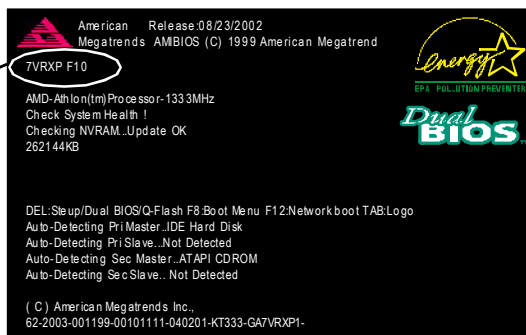 American Release:08/23/2002
Megatrends AMIBIOS (C) 1999 American Megatrend
7VRXP F10
energy
EPA POLLUTION PREVENTER
AMD-Athlon(tm)Processor-1333MHz
Check System Health !
Checking NVRAM...Update OK
262144KB
Dual
BIOS
TM
DEL:Steup/Dual BIOS/Q-Flash F8:Boot Menu F12:Network boot TAB:Logo
Auto-Detecting Pri Master..IDE Hard Disk
Auto-Detecting Pri Slave...Not Detected
Auto-Detecting Sec Master..ATAPI CDROM
Auto-Detecting Sec Slave.. Not Detected
( C ) American Megatrends Inc.,
62-2003-001199-00101111-040201-KT333-GA7VRXP1-